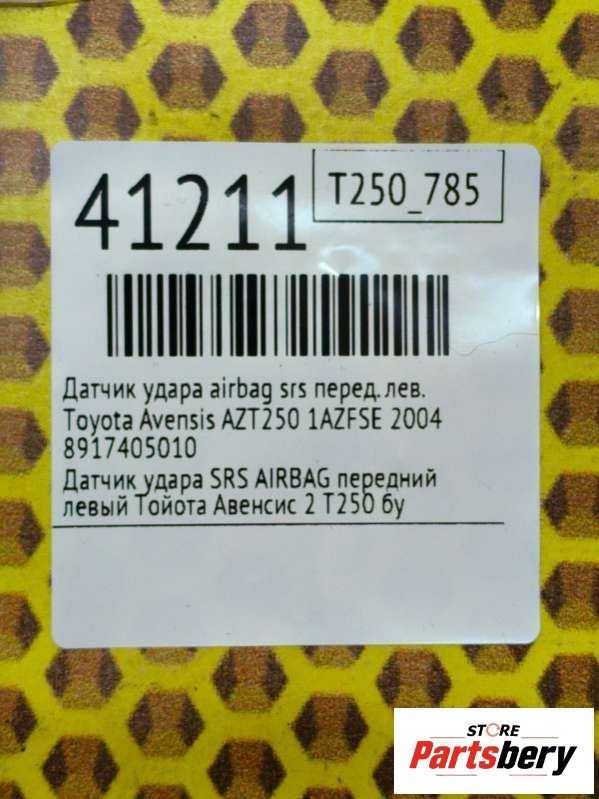 41211
T250_785
Датчик удара airbag srs перед. лев.
Toyota Avensis AZT250 1AZFSE 2004
8917405010
Датчик удара SRS AIRBAG передний
левый Тойота Авенсис 2 Т250 бу
STORE
Partsbery